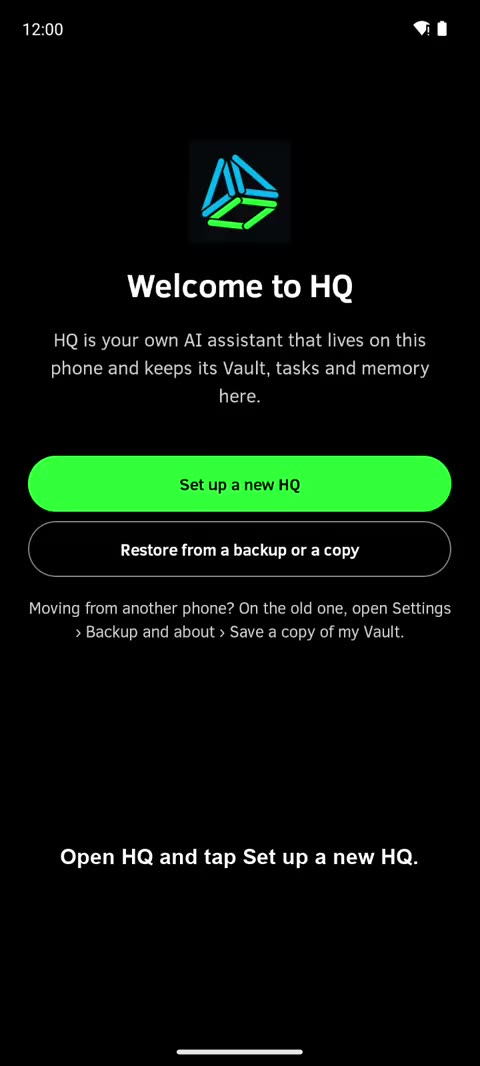 12:00
Welcome to HQ
HQ is your own AI assistant that lives on this
phone and keeps its Vault, tasks and memory
here.
Set up a new HQ
Restore from a backup or a copy
Moving from another phone? On the old one, open Settings
› Backup and about › Save a copy of my Vault.
Open HQ and tap Set up a new HQ.